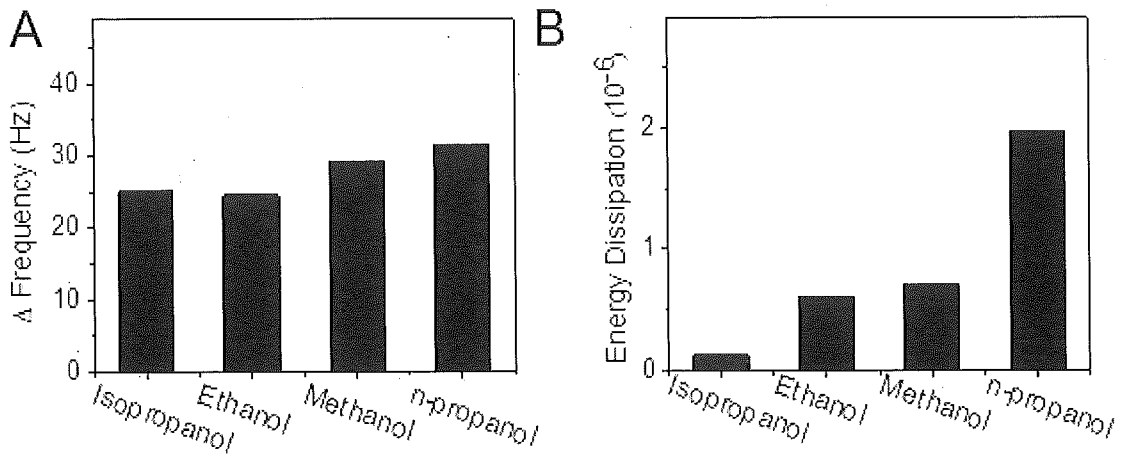 A
Δ Frequency (Hz)
40
30
20
10
0
Isopropanol
Ethanol
Methanol
n-propanol
B
Energy Dissipation (10⁻⁶)
2
1
0
Isopropanol
Ethanol
Methanol
n-propanol